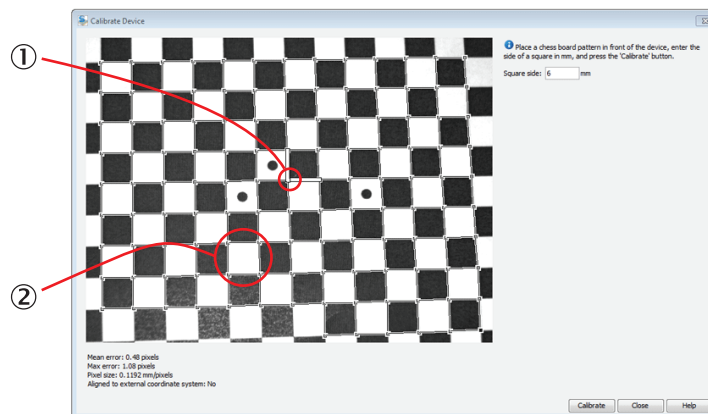 Calibrate Device
①
Place a chess board pattern in front of the device, enter the
side of a square in mm, and press the 'Calibrate' button.
Square side: 6 mm
②
Mean error: 0.48 pixels
Max error: 1.08 pixels
Pixel size: 0.1192 mm/pixels
Aligned to external coordinate system: No
Calibrate Close Help